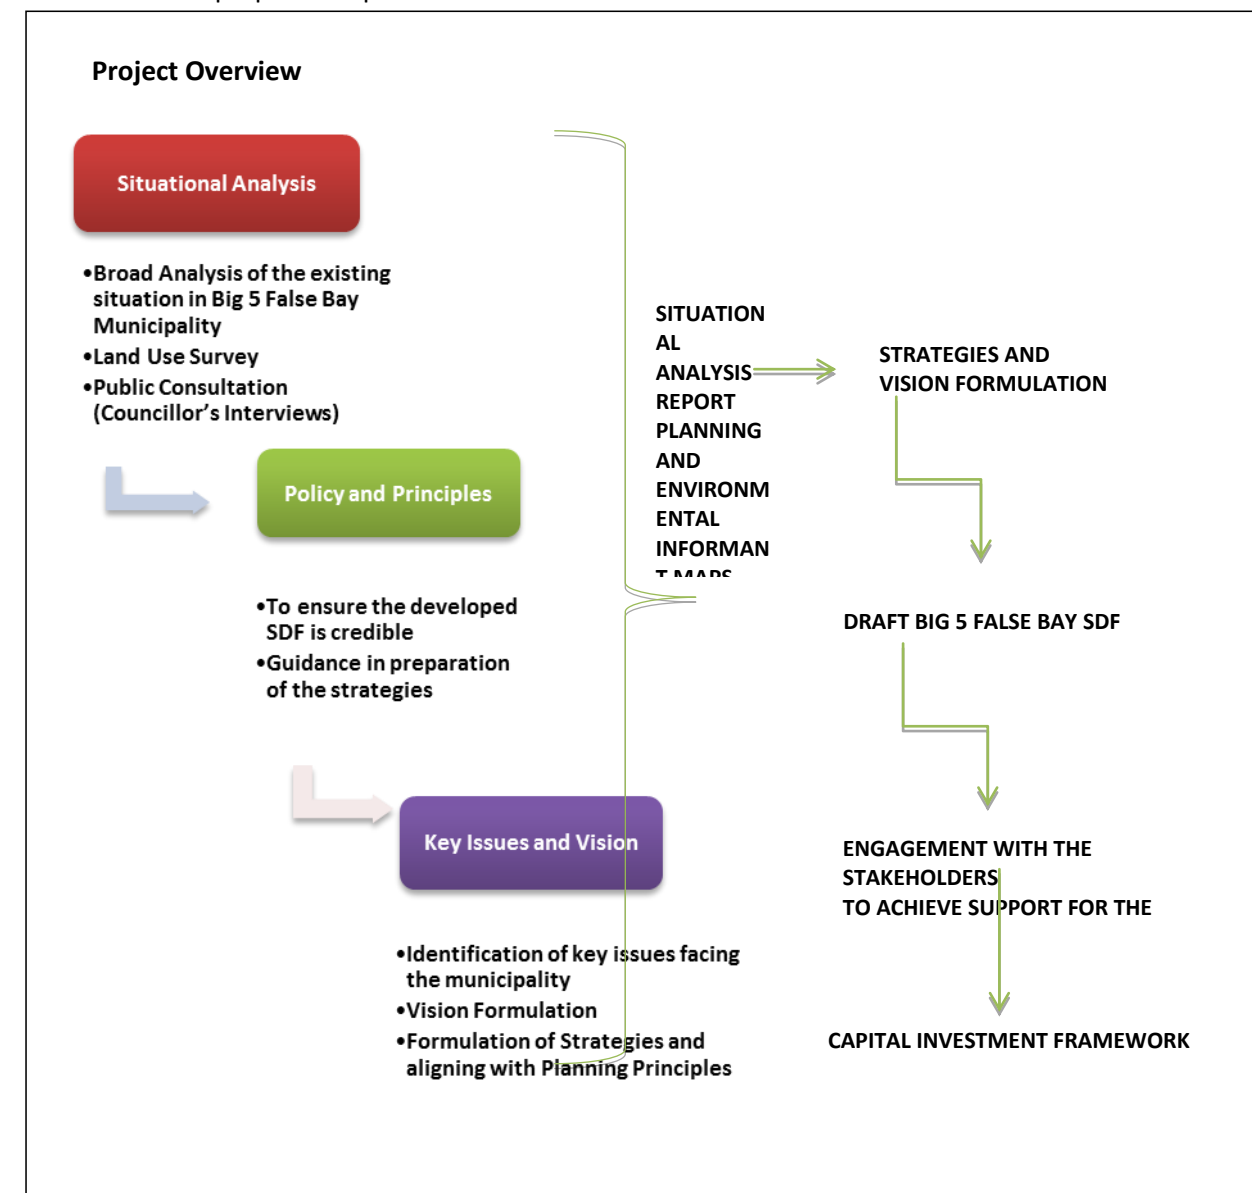 Project Overview
Situational Analysis
•Broad Analysis of the existing
situation in Big 5 False Bay
Municipality
•Land Use Survey
•Public Consultation
(Councillor's Interviews)
Policy and Principles
•To ensure the developed
SDF is credible
•Guidance in preparation
of the strategies
Key Issues and Vision
•Identification of key issues facing
the municipality
•Vision Formulation
•Formulation of Strategies and
aligning with Planning Principles
SITUATION
AL
ANALYSIS
REPORT
PLANNING
AND
ENVIRONM
ENTAL
INFORMAN
T MAPS
STRATEGIES AND
VISION FORMULATION
DRAFT BIG 5 FALSE BAY SDF
ENGAGEMENT WITH THE
STAKEHOLDERS
TO ACHIEVE SUPPORT FOR THE
CAPITAL INVESTMENT FRAMEWORK